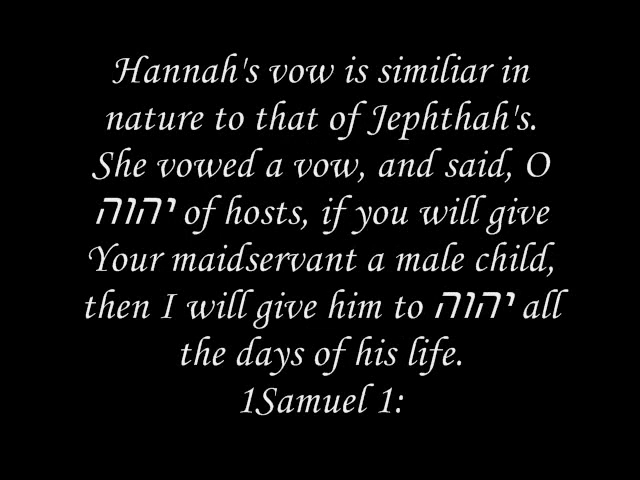 Hannah's vow is similiar in
nature to that of Jephthah's.
She vowed a vow, and said, O
יהוה of hosts, if you will give
Your maidservant a male child,
then I will give him to יהוה all
the days of his life.
1Samuel 1: